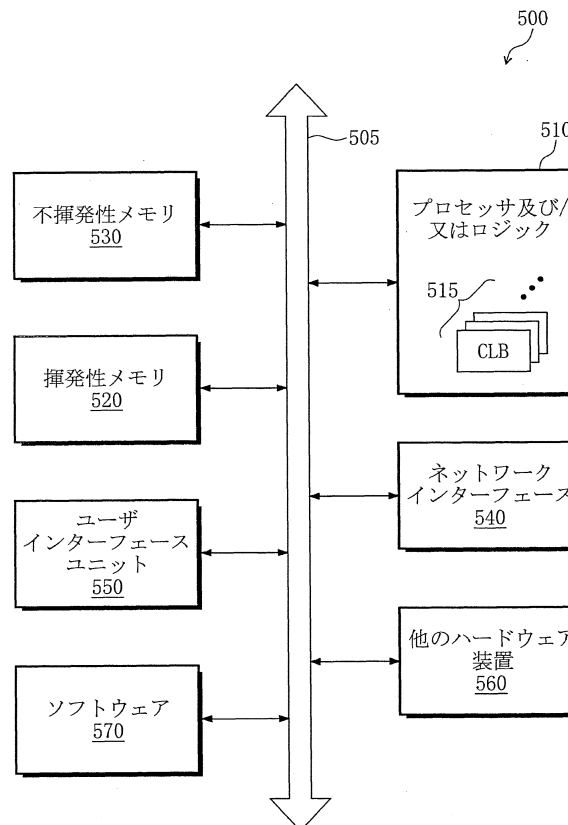 500
505
510
不揮発性メモリ
530
プロセッサ及び/
又はロジック
515
CLB
揮発性メモリ
520
ネットワーク
インターフェース
540
ユーザ
インターフェース
ユニット
550
他のハードウェア
装置
560
ソフトウェア
570